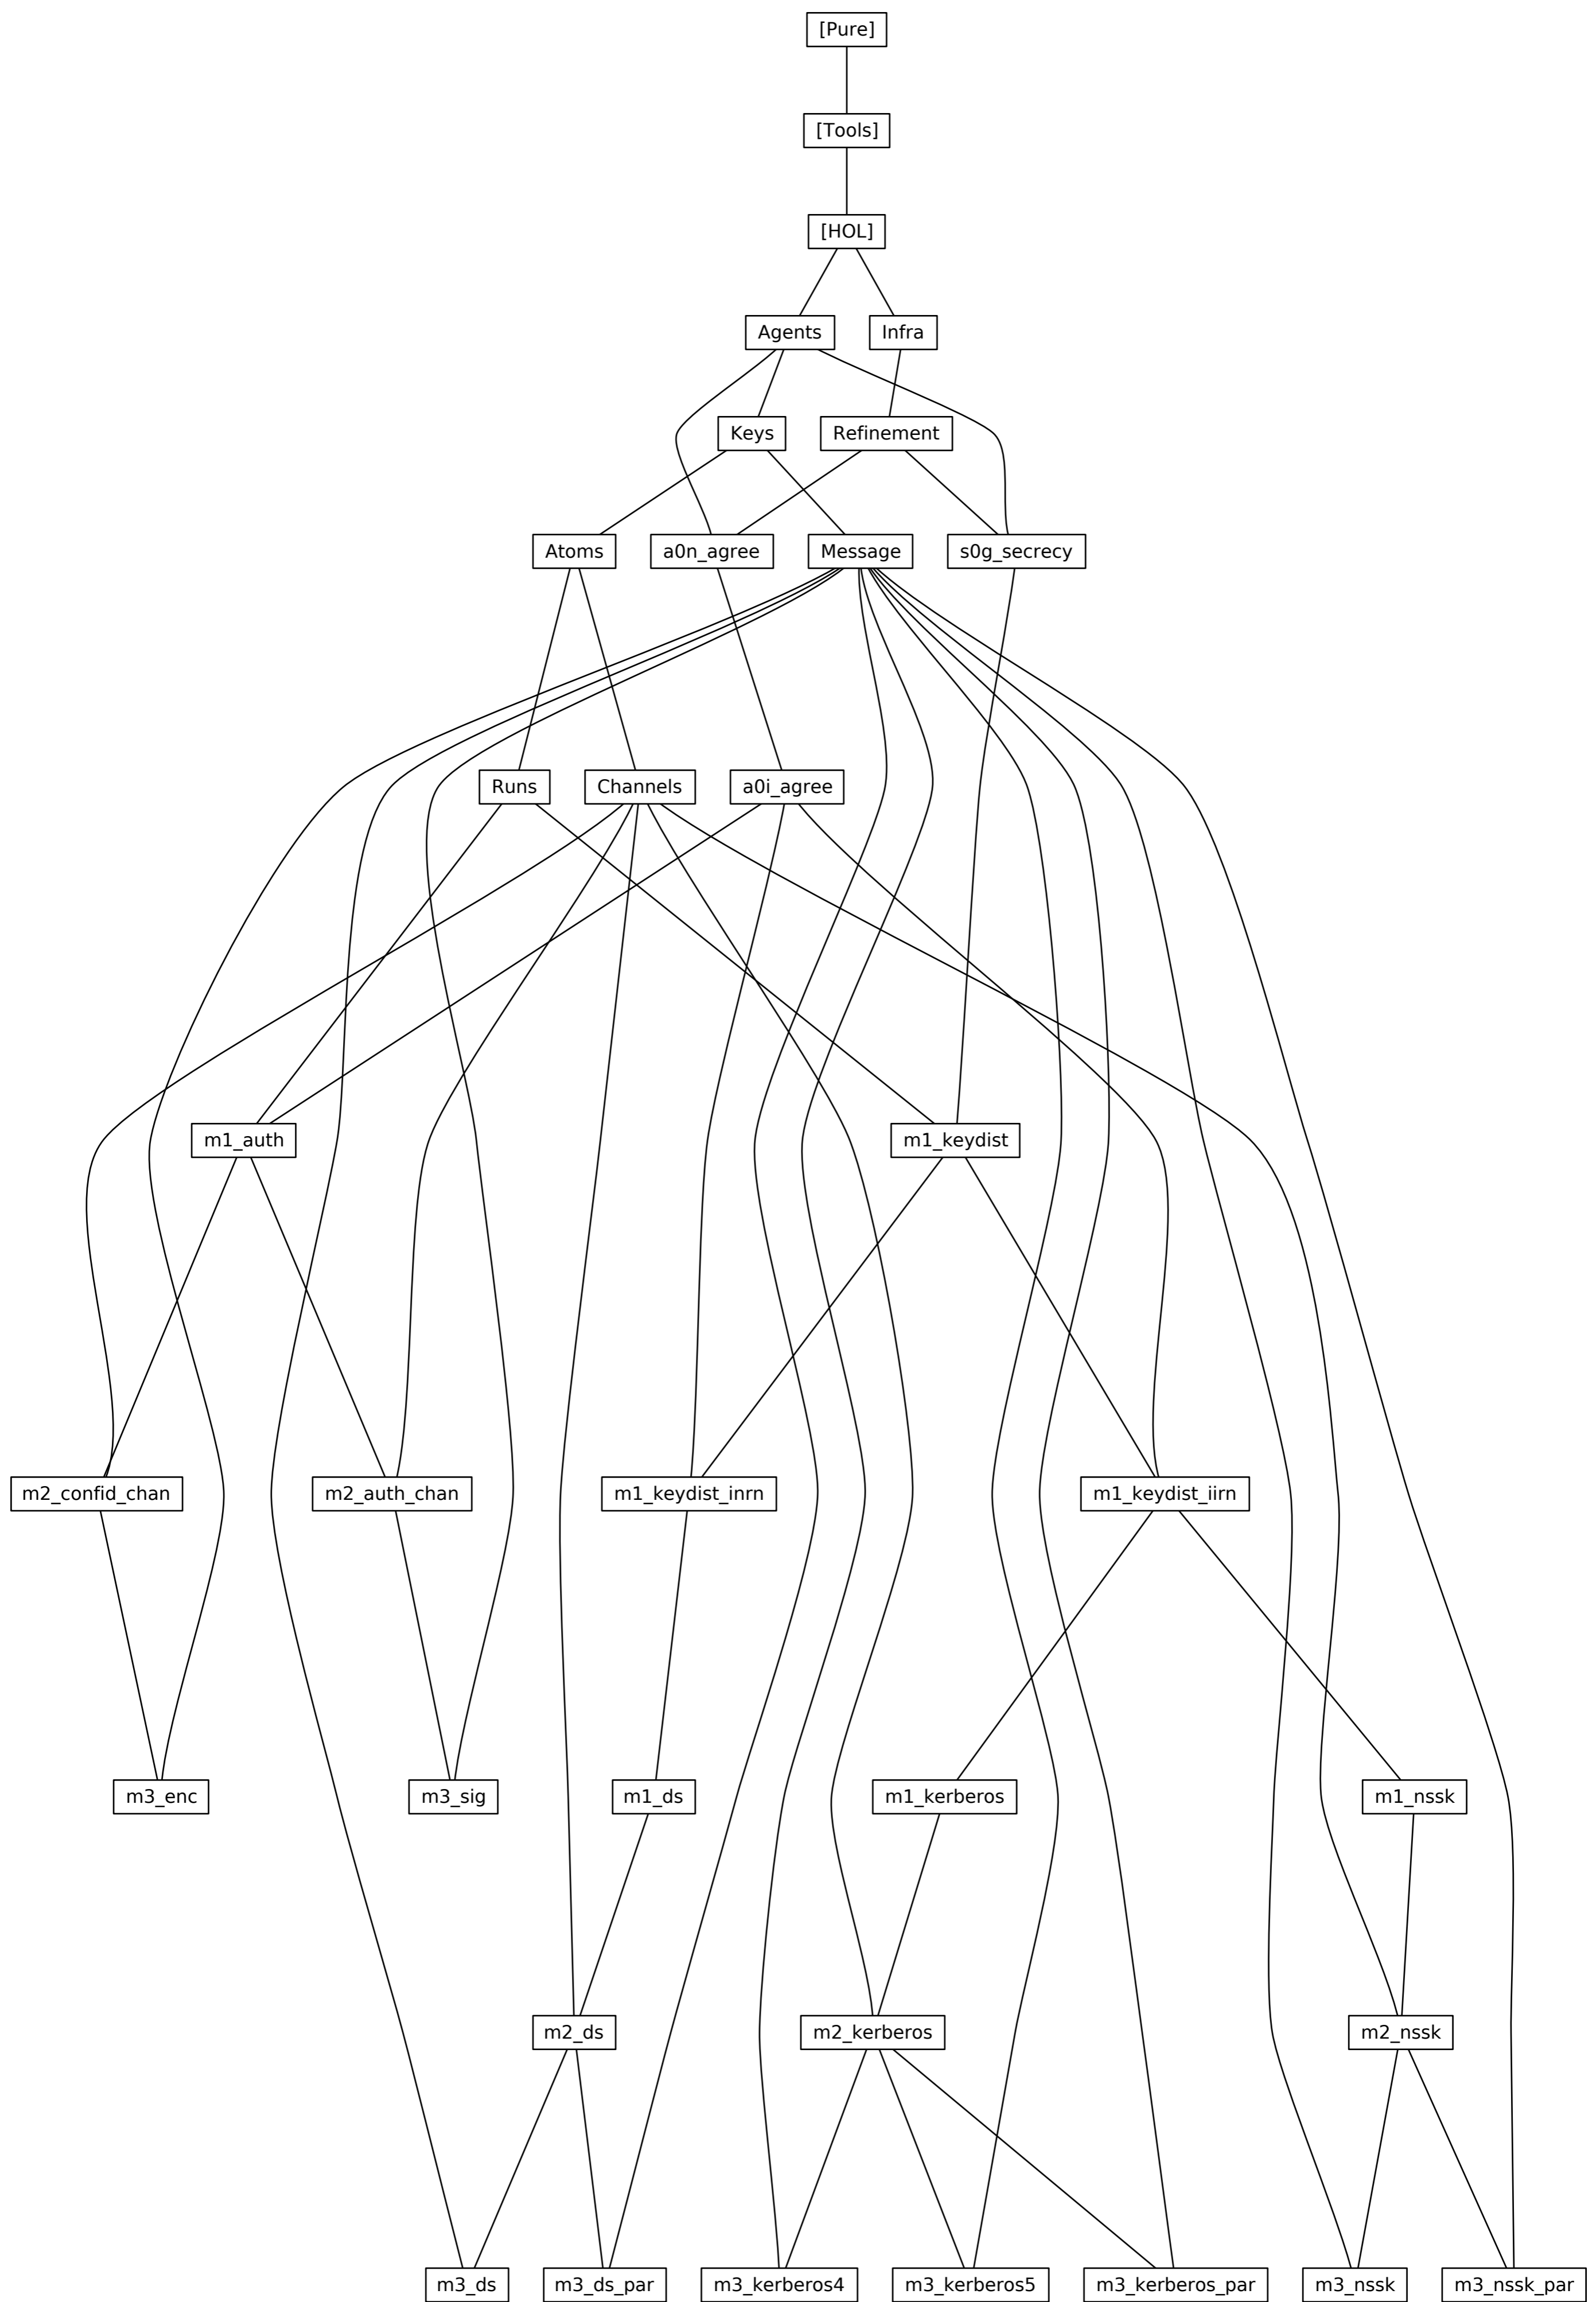 [Pure]
[Tools]
[HOL]
Agents
Infra
Keys
Refinement
Atoms
a0n_agree
Message
s0g_secrecy
Runs
Channels
a0i_agree
m1_auth
m1_keydist
m2_confid_chan
m2_auth_chan
m1_keydist_inrn
m1_keydist_iirn
m3_enc
m3_sig
m1_ds
m1_kerberos
m1_nssk
m2_ds
m2_kerberos
m2_nssk
m3_ds
m3_ds_par
m3_kerberos4
m3_kerberos5
m3_kerberos_par
m3_nssk
m3_nssk_par